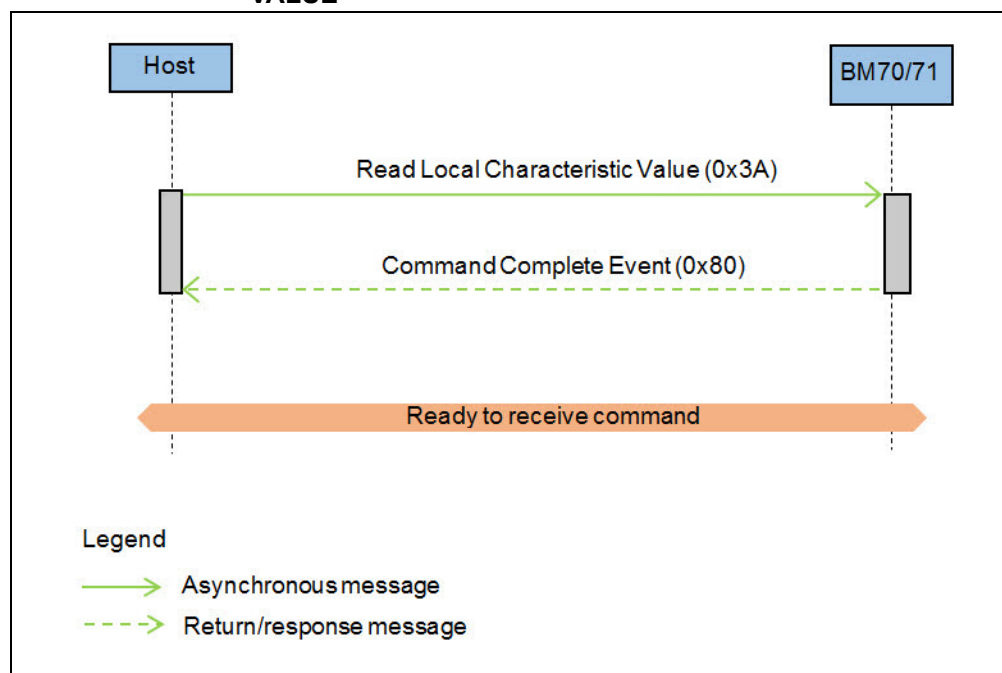 VALUE
Host
BM70/71
Read Local Characteristic Value (0x3A)
Command Complete Event (0x80)
Ready to receive command
Legend
Asynchronous message
Return/response message